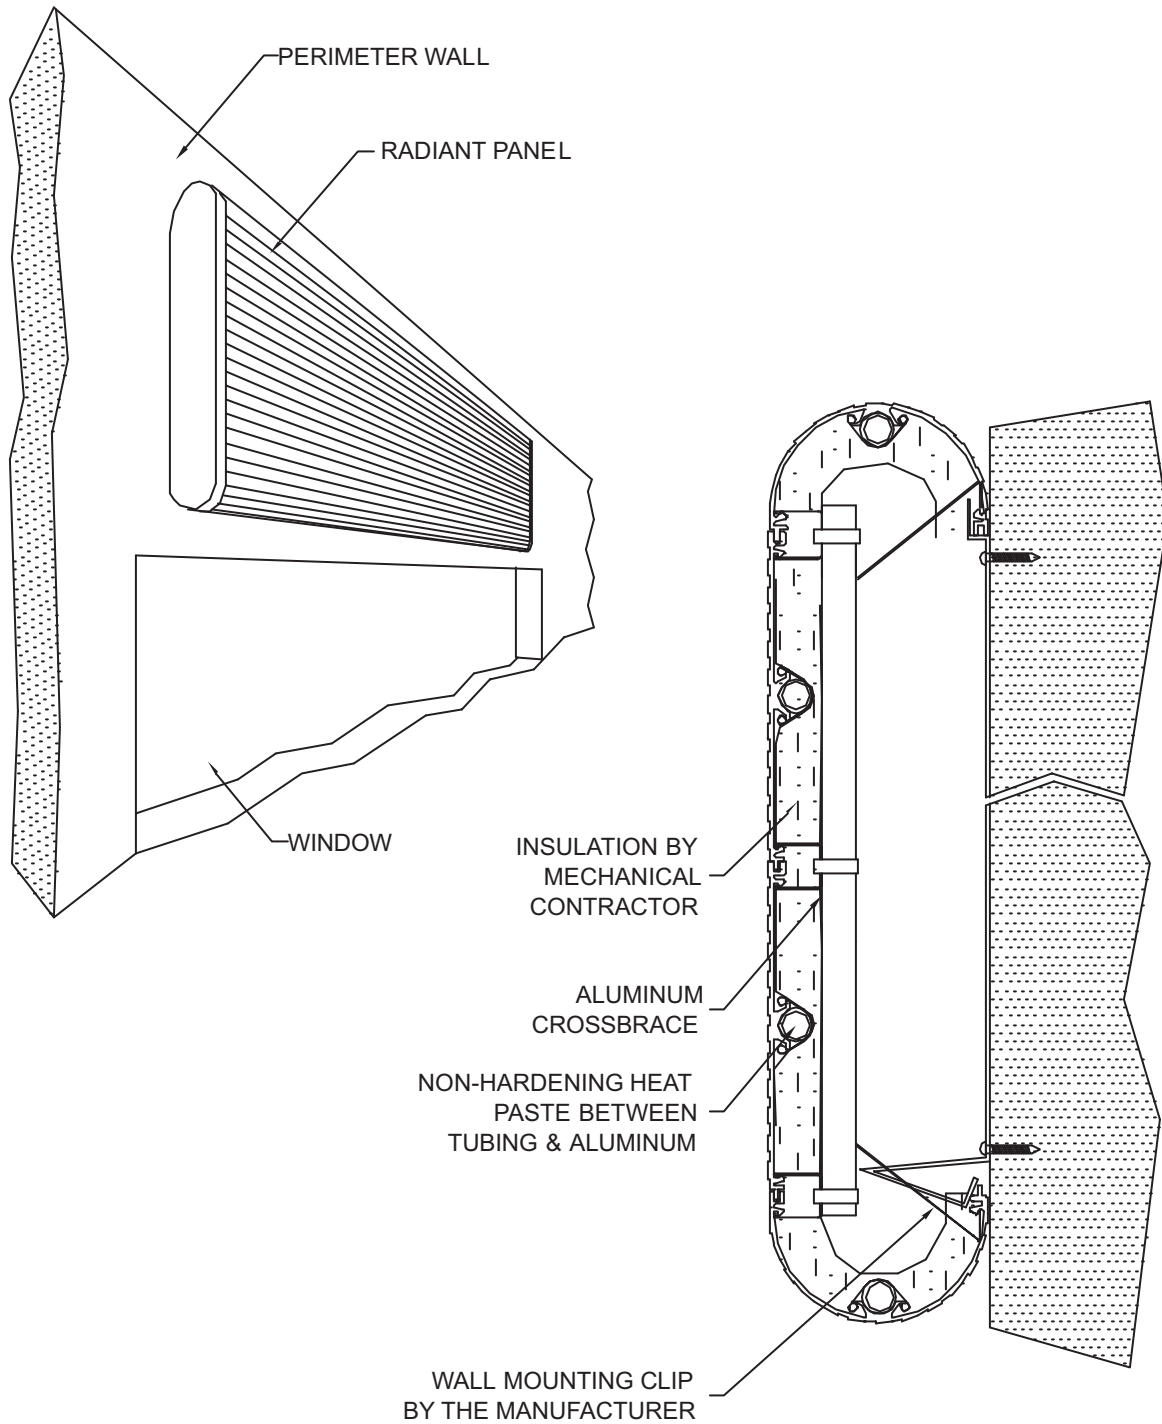 PERIMETER WALL
RADIANT PANEL
WINDOW
INSULATION BY
MECHANICAL
CONTRACTOR
ALUMINUM
CROSSBRACE
NON-HARDENING HEAT
PASTE BETWEEN
TUBING & ALUMINUM
WALL MOUNTING CLIP
BY THE MANUFACTURER